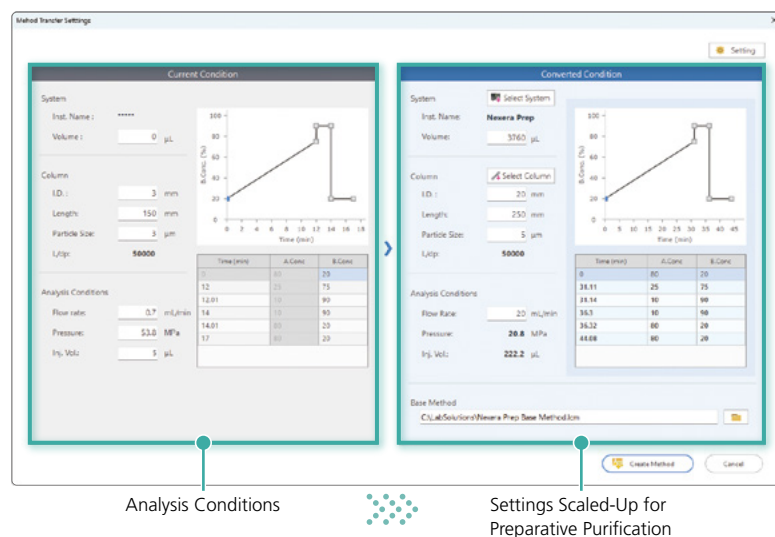 Mehod Trancfer Setttings
Setting
Current Condition
System
Inst. Name : *****
Volume : 0 µL
Column
I.D. : 3 mm
Length: 150 mm
Particle Size: 3 µm
L/dp: 50000
Analysis Conditions
Flow rate: 0.7 mL/min
Pressure: 53.8 MPa
Inj. Vol.: 5 µL
B.Conc. (%)
100
80
60
40
20
0 2 4 6 8 10 12 14 16 18
Time (min)
Time (min) A.Conc B.Conc
0 80 20
12 25 75
12.01 10 90
14 10 90
14.01 80 20
17 80 20
Converted Condition
System Select System
Inst. Name: Nexera Prep
Volume: 3760 µL
Column Select Column
I.D. : 20 mm
Length: 250 mm
Particle Size: 5 µm
L/dp: 50000
Analysis Conditions
Flow Rate: 20 mL/min
Pressure: 20.8 MPa
Inj. Vol.: 222.2 µL
B.Conc. (%)
100
80
60
40
20
0 5 10 15 20 25 30 35 40 45
Time (min)
Time (min) A.Conc B.Conc
0 80 20
31.11 25 75
31.14 10 90
36.3 10 90
36.32 80 20
44.08 80 20
Base Method
C:\LabSolutions\Nexera Prep Base Method.lcm
Create Method Cancel
Analysis Conditions
Settings Scaled-Up for
Preparative Purification